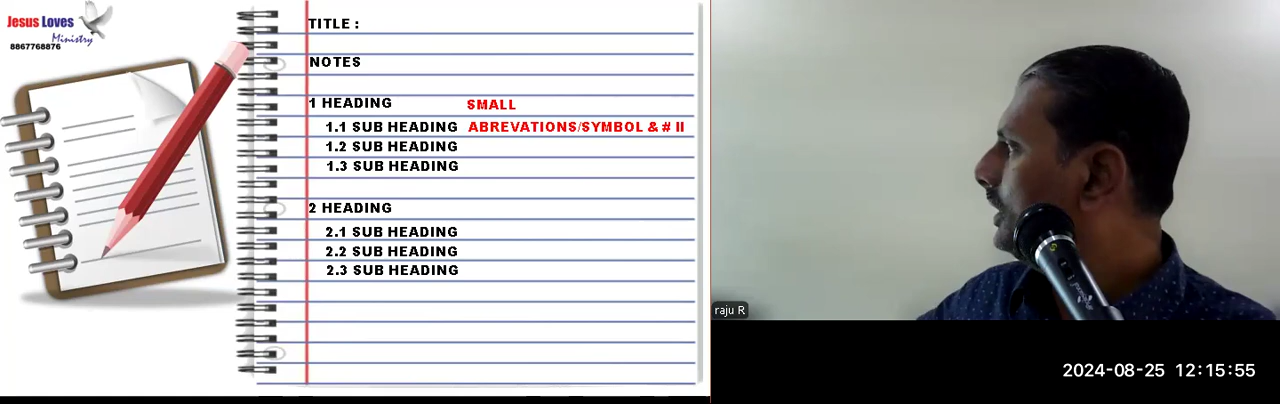 Jesus Loves
Ministry
8867768876
TITLE :
NOTES
1 HEADING SMALL
1.1 SUB HEADING ABREVATIONS/SYMBOL & # II
1.2 SUB HEADING
1.3 SUB HEADING
2 HEADING
2.1 SUB HEADING
2.2 SUB HEADING
2.3 SUB HEADING
raju R
2024-08-25 12:15:55